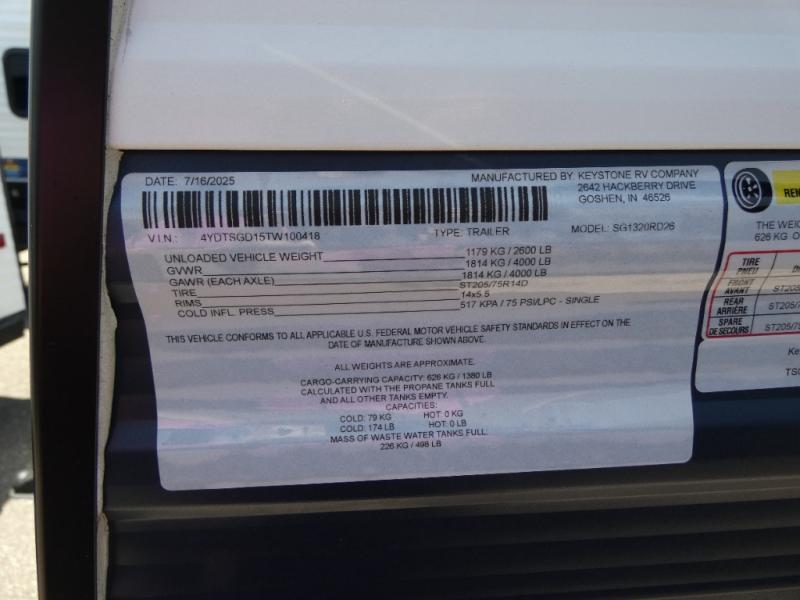 DATE: 7/16/2025
MANUFACTURED BY: KEYSTONE RV COMPANY
2642 HACKBERRY DRIVE
GOSHEN, IN 46526
V.I.N.: 4YDTSGD15TW100418 TYPE: TRAILER MODEL: SG1320RD26
UNLOADED VEHICLE WEIGHT 1179 KG / 2600 LB
GVWR 1814 KG / 4000 LB
GAWR (EACH AXLE) 1814 KG / 4000 LB
TIRE ST205/75R14D
RIMS 14x5.5
COLD INFL. PRESS 517 KPA / 75 PSI/LPC - SINGLE
THIS VEHICLE CONFORMS TO ALL APPLICABLE U.S. FEDERAL MOTOR VEHICLE SAFETY STANDARDS IN EFFECT ON THE
DATE OF MANUFACTURE SHOWN ABOVE.
ALL WEIGHTS ARE APPROXIMATE.
CARGO-CARRYING CAPACITY: 626 KG / 1380 LB
CALCULATED WITH THE PROPANE TANKS FULL
AND ALL OTHER TANKS EMPTY.
CAPACITIES:
COLD: 79 KG HOT: 0 KG
COLD: 174 LB HOT: 0 LB
MASS OF WASTE WATER TANKS FULL:
226 KG / 498 LB
THE WEIG
626 KG O
TIRE
PNEU
FRONT
AVANT
REAR ST205/
ARRIÈRE
SPARE ST205/75
DE SECOURS
Ke